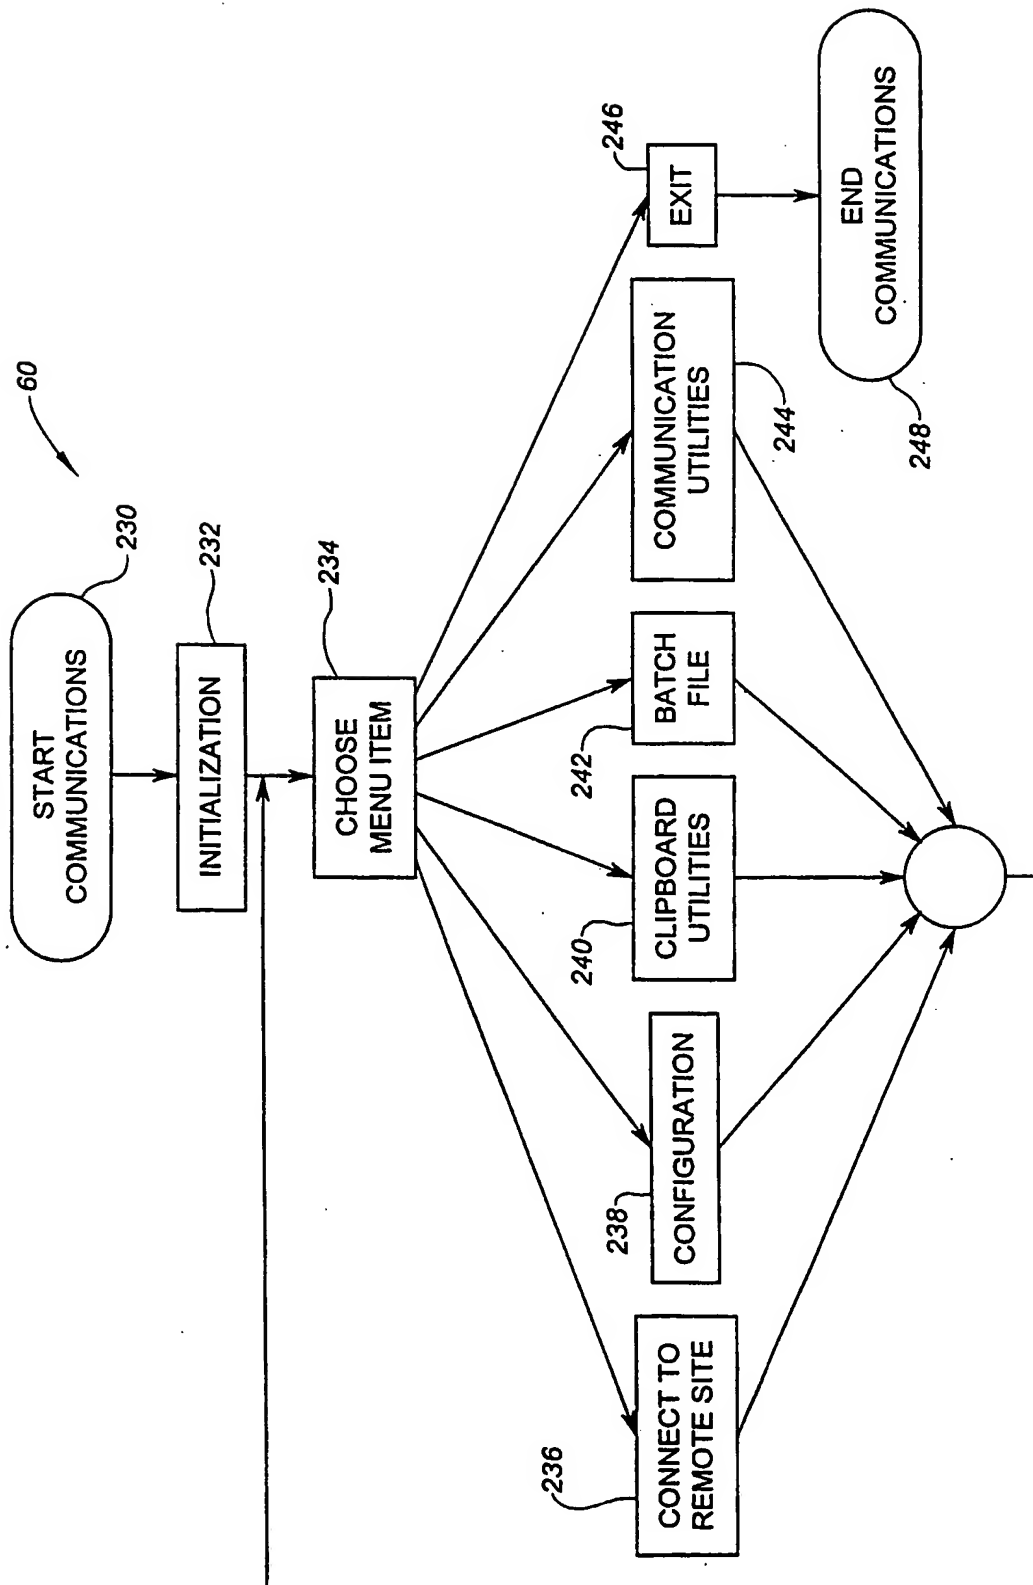 60
START
COMMUNICATIONS
230
INITIALIZATION
232
CHOOSE
MENU ITEM
234
236
CONNECT TO
REMOTE SITE
238
CONFIGURATION
240
CLIPBOARD
UTILITIES
242
BATCH
FILE
COMMUNICATION
UTILITIES
244
246
EXIT
END
COMMUNICATIONS
248